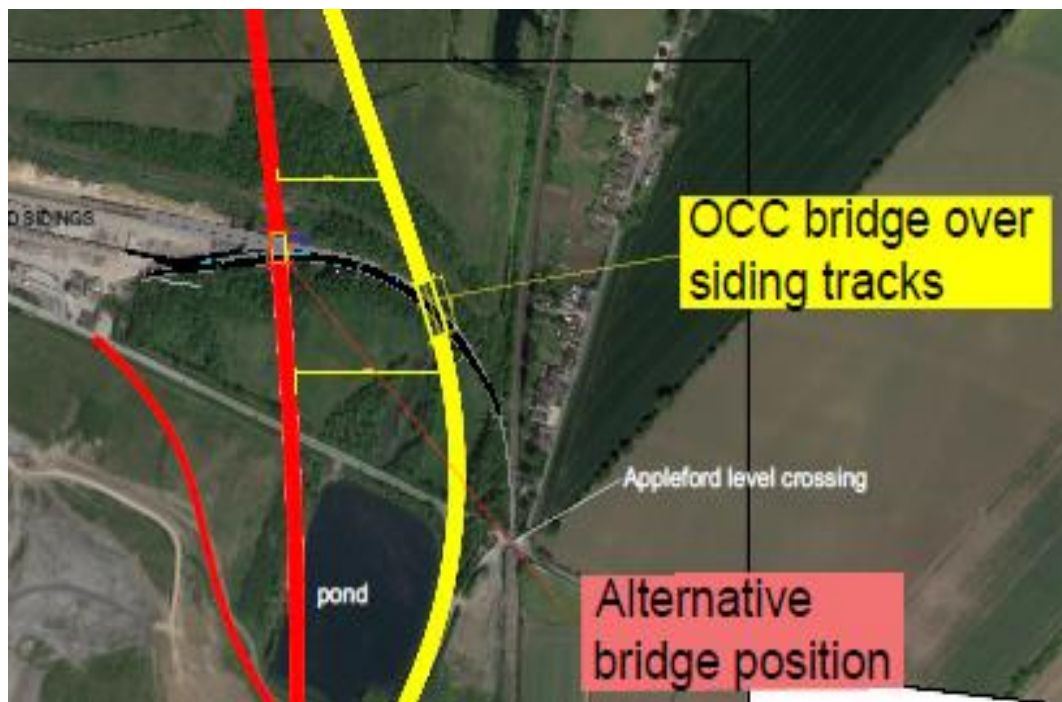 OCC bridge over
siding tracks
SIDINGS
Appleford level crossing
Alternative
bridge position
pond